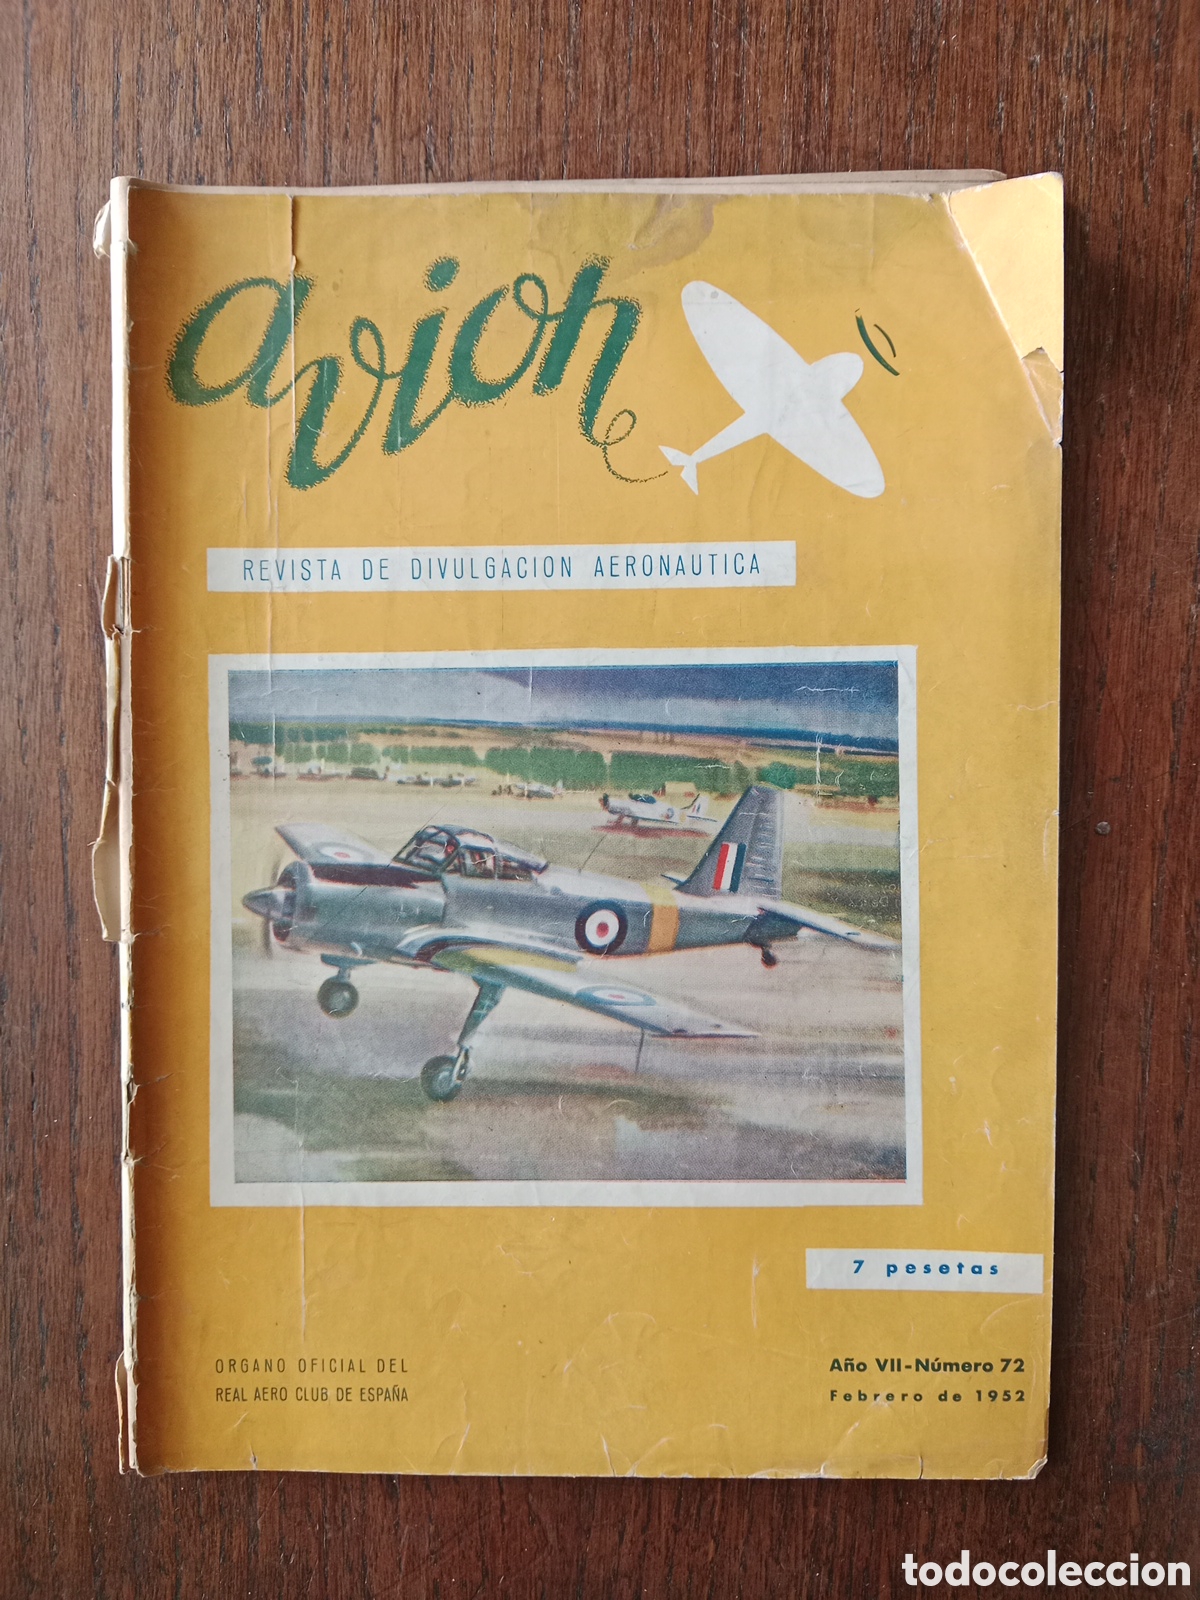 avion
REVISTA DE DIVULGACION AERONAUTICA
7 pesetas
ORGANO OFICIAL DEL
REAL AERO CLUB DE ESPAÑA
Año VII-Número 72
Febrero de 1952
todocoleccion